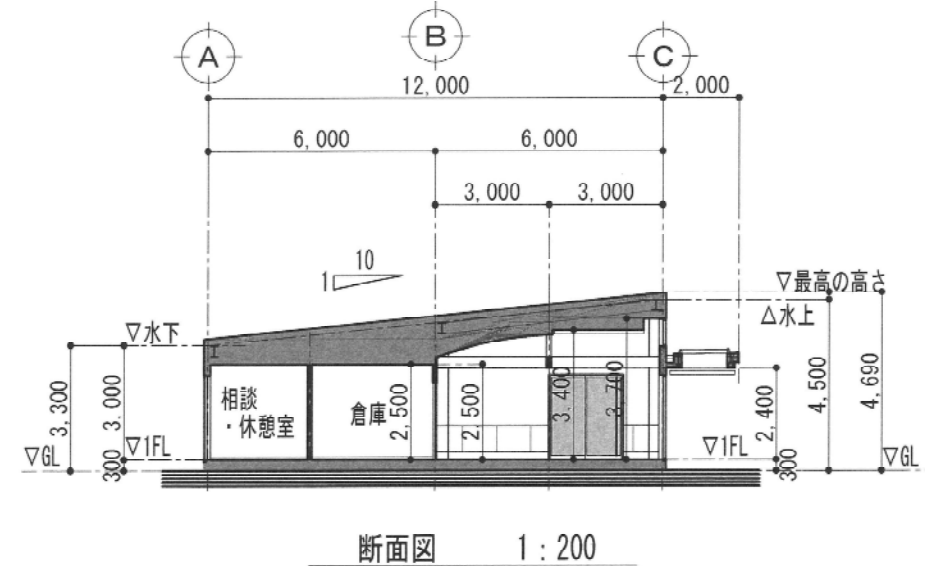 A
B
C
12,000
2,000
6,000
6,000
3,000
3,000
10
1
▽最高の高さ
△水上
▽水下
相談
・休憩室
倉庫
2,500
2,500
3,400
3,700
3,300
3,000
300
▽1FL
▽GL
▽1FL
2,400
300
4,500
4,690
▽GL
断面図 1:200